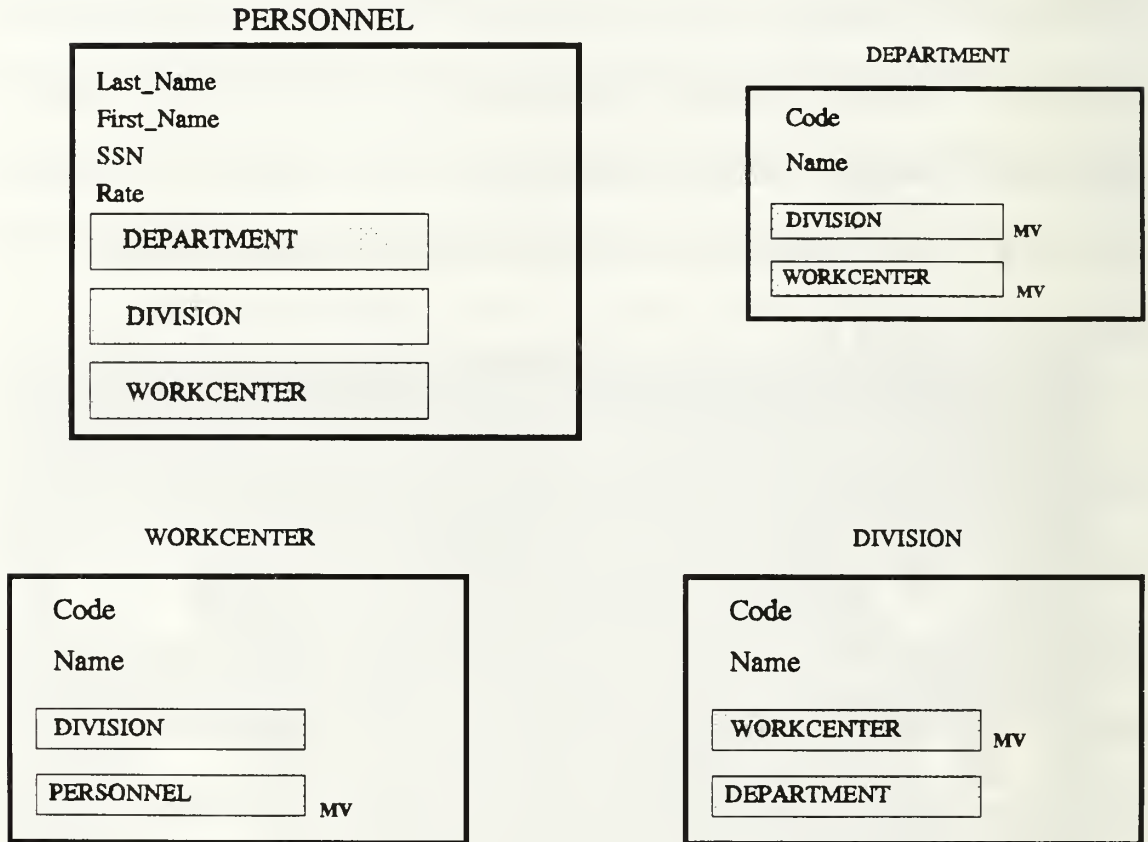 PERSONNEL
Last_Name
First_Name
SSN
Rate
DEPARTMENT
DIVISION
WORKCENTER
DEPARTMENT
Code
Name
DIVISION MV
WORKCENTER MV
WORKCENTER
Code
Name
DIVISION
PERSONNEL MV
DIVISION
Code
Name
WORKCENTER MV
DEPARTMENT